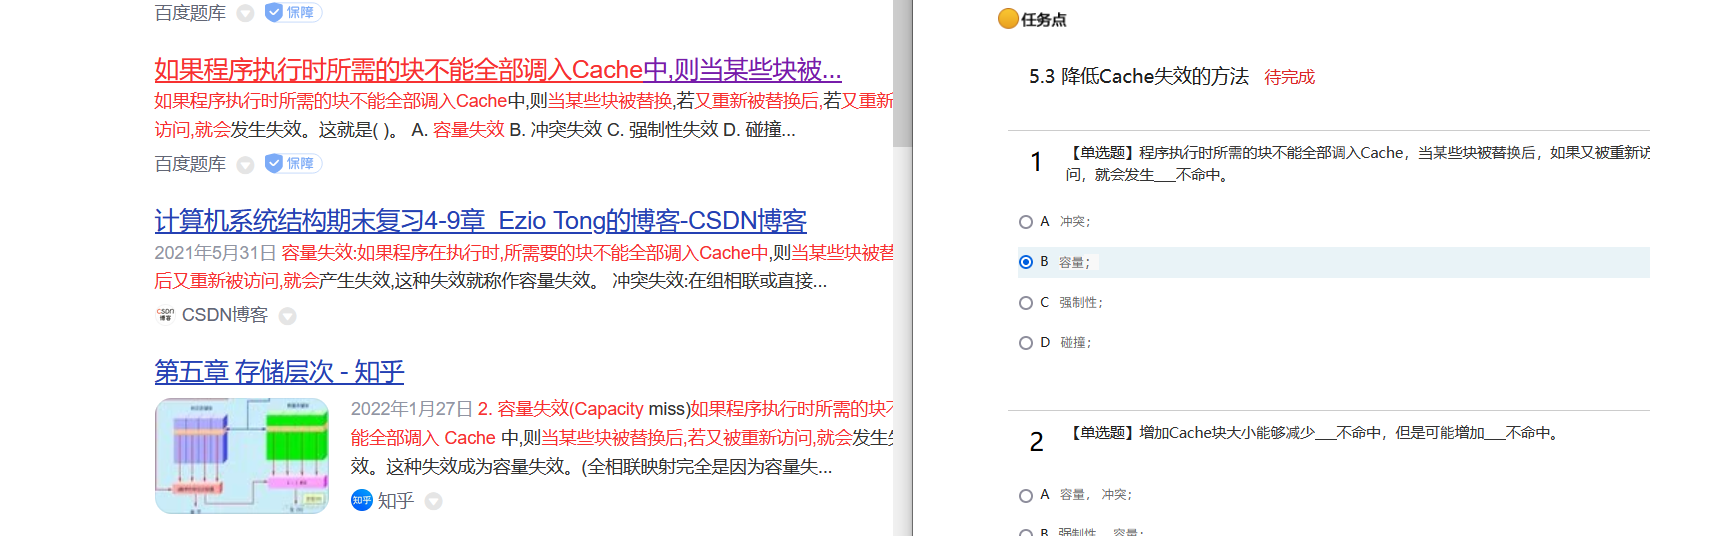 百度题库 保障
如果程序执行时所需的块不能全部调入Cache中,则当某些块被...
如果程序执行时所需的块不能全部调入Cache中,则当某些块被替换,若又重新被替换后,若又重新
访问,就会发生失效。这就是( )。 A. 容量失效 B. 冲突失效 C. 强制性失效 D. 碰撞...
百度题库 保障
计算机系统结构期末复习4-9章_Ezio Tong的博客-CSDN博客
2021年5月31日 容量失效:如果程序在执行时,所需要的块不能全部调入Cache中,则当某些块被替
后又重新被访问,就会产生失效,这种失效就称作容量失效。 冲突失效:在组相联或直接...
CSDN博客 CSDN博客
第五章 存储层次 - 知乎
2022年1月27日 2. 容量失效(Capacity miss)如果程序执行时所需的块不
能全部调入 Cache 中,则当某些块被替换后,若又被重新访问,就会发生失
效。这种失效成为容量失效。(全相联映射完全是因为容量失...
知乎 知乎
任务点
5.3 降低Cache失效的方法 待完成
1 【单选题】程序执行时所需的块不能全部调入Cache，当某些块被替换后，如果又被重新访
问，就会发生___不命中。
A 冲突；
B 容量；
C 强制性；
D 碰撞；
2 【单选题】增加Cache块大小能够减少___不命中，但是可能增加___不命中。
A 容量， 冲突；
B 强制性， 容量；